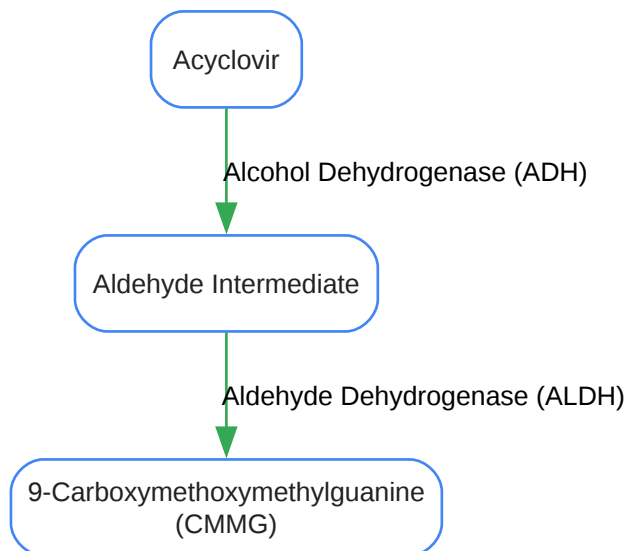 Acyclovir
Alcohol Dehydrogenase (ADH)
Aldehyde Intermediate
Aldehyde Dehydrogenase (ALDH)
9-Carboxymethoxymethylguanine
(CMMG)